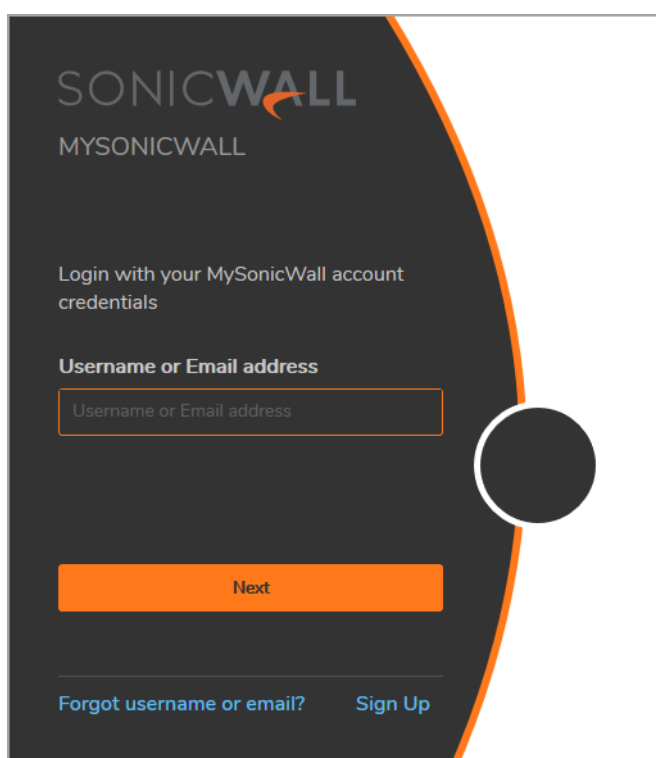 SONICWALL
MYSONICWALL
Login with your MySonicWall account
credentials
Username or Email address
Username or Email address
Next
Forgot username or email? Sign Up